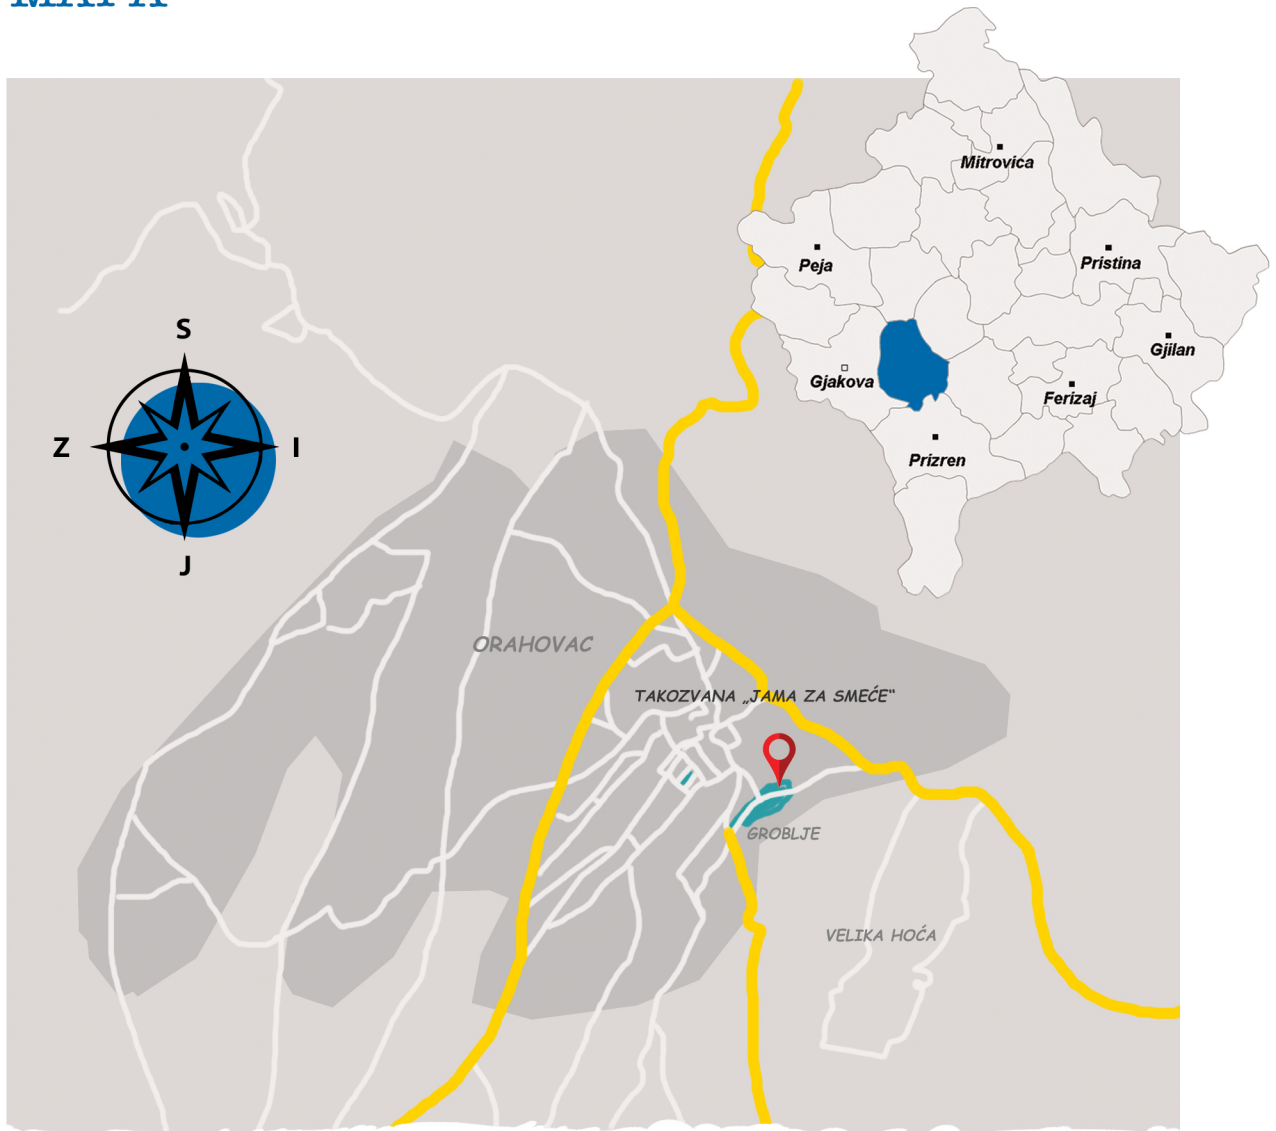 Mitrovica
Peja
Pristina
S
Gjilan
Gjakova
Ferizaj
Z
I
Prizren
J
ORAHOVAC
TAKOZVANA „JAMA ZA SMEĆE“
GROBLJE
VELIKA HOĆA